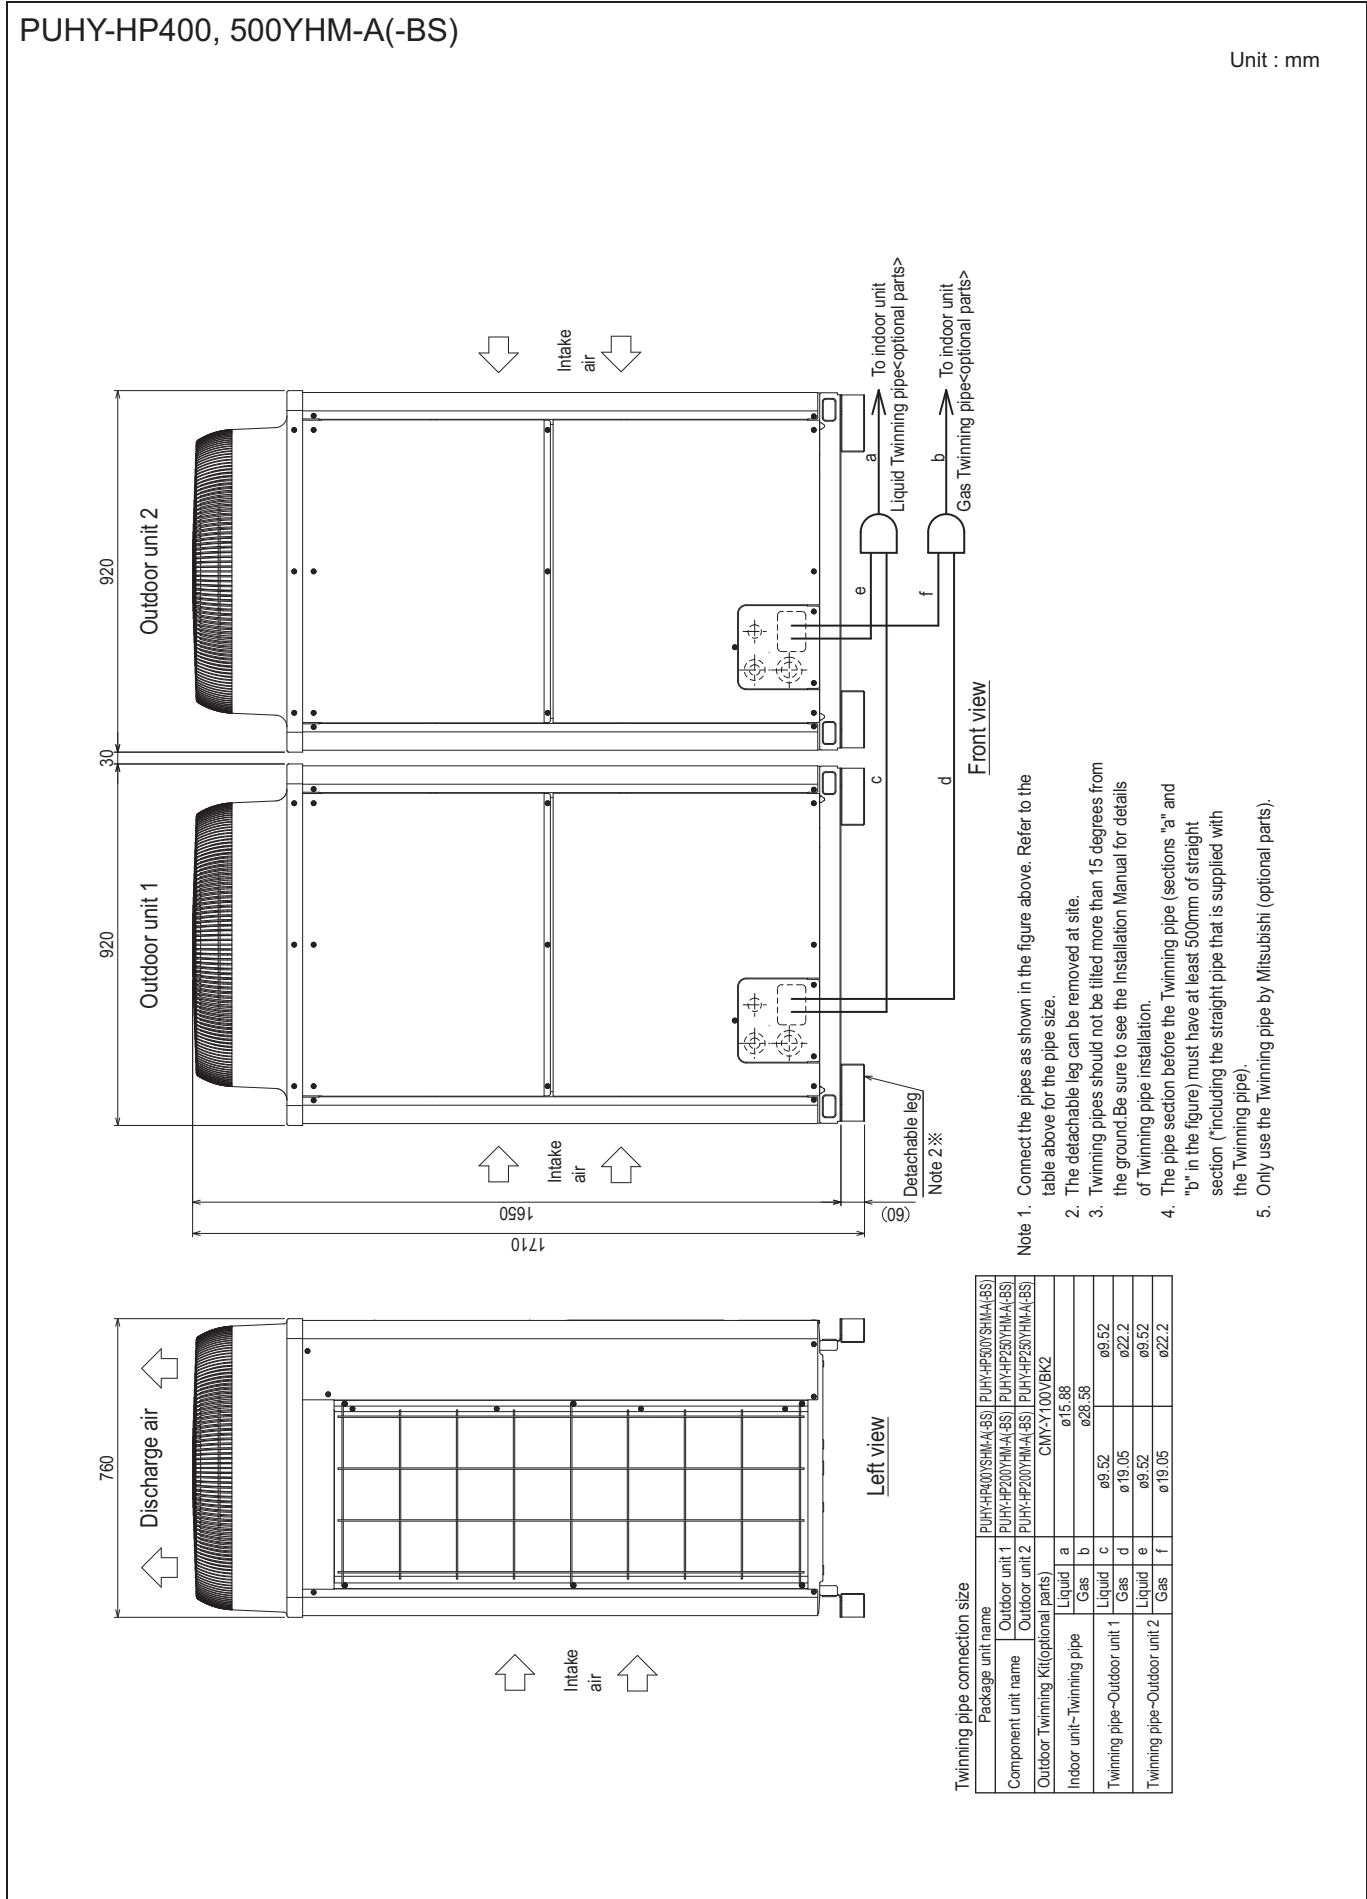 PUHY-HP400, 500YHM-A(-BS)
Unit : mm
760
Discharge air
Intake
air
Left view
920
30
920
Outdoor unit 1
Outdoor unit 2
Intake
air
Intake
air
1650
1710
(60)
Detachable leg
Note 2※
c
d
e
f
a
b
To indoor unit
Liquid Twinning pipe<optional parts>
To indoor unit
Gas Twinning pipe<optional parts>
Front view
Twinning pipe connection size
Package unit name PUHY-HP400YSHM-A(-BS) PUHY-HP500YSHM-A(-BS)
Component unit name Outdoor unit 1 PUHY-HP200YHM-A(-BS) PUHY-HP250YHM-A(-BS)
Outdoor unit 2 PUHY-HP200YHM-A(-BS) PUHY-HP250YHM-A(-BS)
Outdoor Twinning Kit(optional parts) CMY-Y100VBK2
Indoor unit~Twinning pipe Liquid a ø15.88
Gas b ø28.58
Twinning pipe~Outdoor unit 1 Liquid c ø9.52 ø9.52
Gas d ø19.05 ø22.2
Twinning pipe~Outdoor unit 2 Liquid e ø9.52 ø9.52
Gas f ø19.05 ø22.2
Note 1. Connect the pipes as shown in the figure above. Refer to the
table above for the pipe size.
2. The detachable leg can be removed at site.
3. Twinning pipes should not be tilted more than 15 degrees from
the ground.Be sure to see the Installation Manual for details
of Twinning pipe installation.
4. The pipe section before the Twinning pipe (sections "a" and
"b" in the figure) must have at least 500mm of straight
section (*including the straight pipe that is supplied with
the Twinning pipe).
5. Only use the Twinning pipe by Mitsubishi (optional parts).